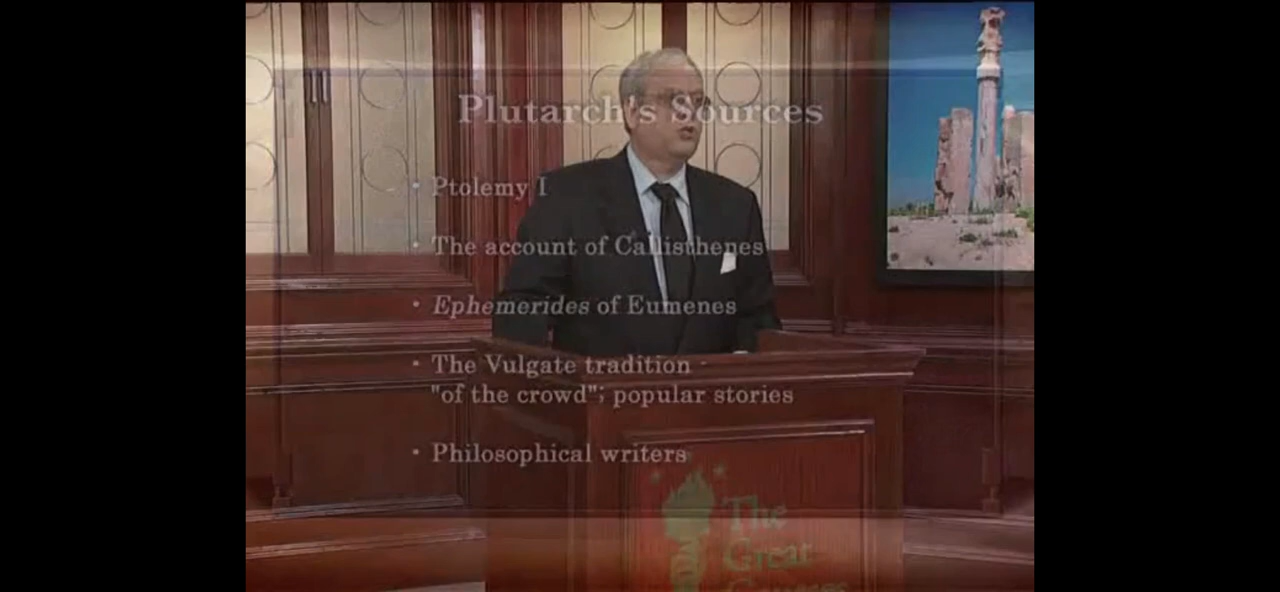 Plutarch's Sources
• Ptolemy I
• The account of Callisthenes
• Ephemerides of Eumenes
• The Vulgate tradition -
"of the crowd"; popular stories
• Philosophical writers
The
Great
Courses